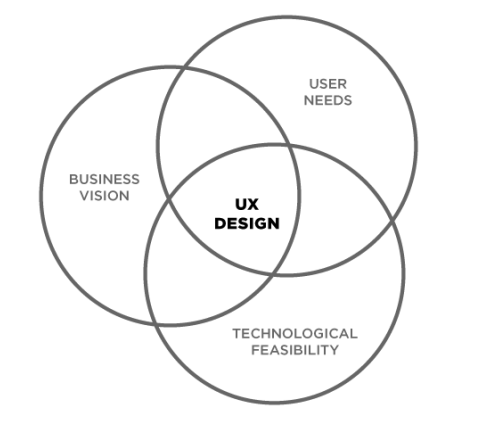 USER
NEEDS
BUSINESS
VISION
UX
DESIGN
TECHNOLOGICAL
FEASIBILITY